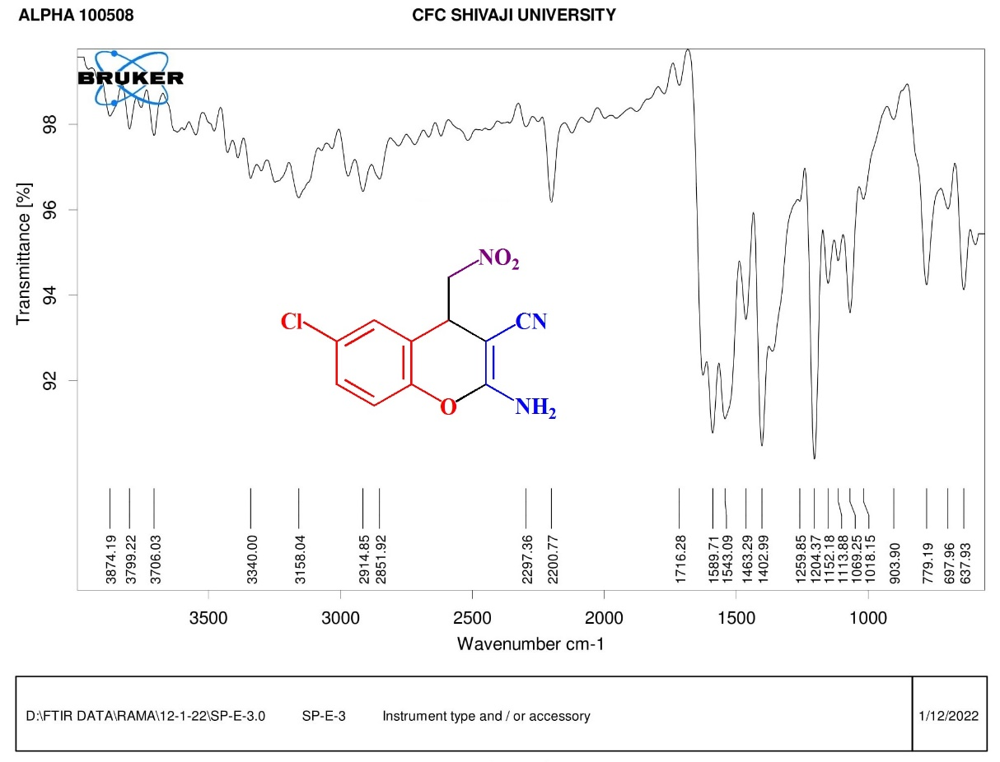 ALPHA 100508 CFC SHIVAJI UNIVERSITY
BRUKER
Transmittance [%]
98
96
94
92
NO2
Cl
CN
O
NH2
3874.19
3799.22
3706.03
3340.00
3158.04
2914.85
2851.92
2297.36
2200.77
1716.28
1589.71
1543.09
1463.29
1402.99
1259.85
1204.37
1152.18
1113.88
1069.25
1018.15
903.90
779.19
697.96
637.93
3500 3000 2500 2000 1500 1000
Wavenumber cm-1
D:\FTIR DATA\RAMA\12-1-22\SP-E-3.0 SP-E-3 Instrument type and / or accessory 1/12/2022